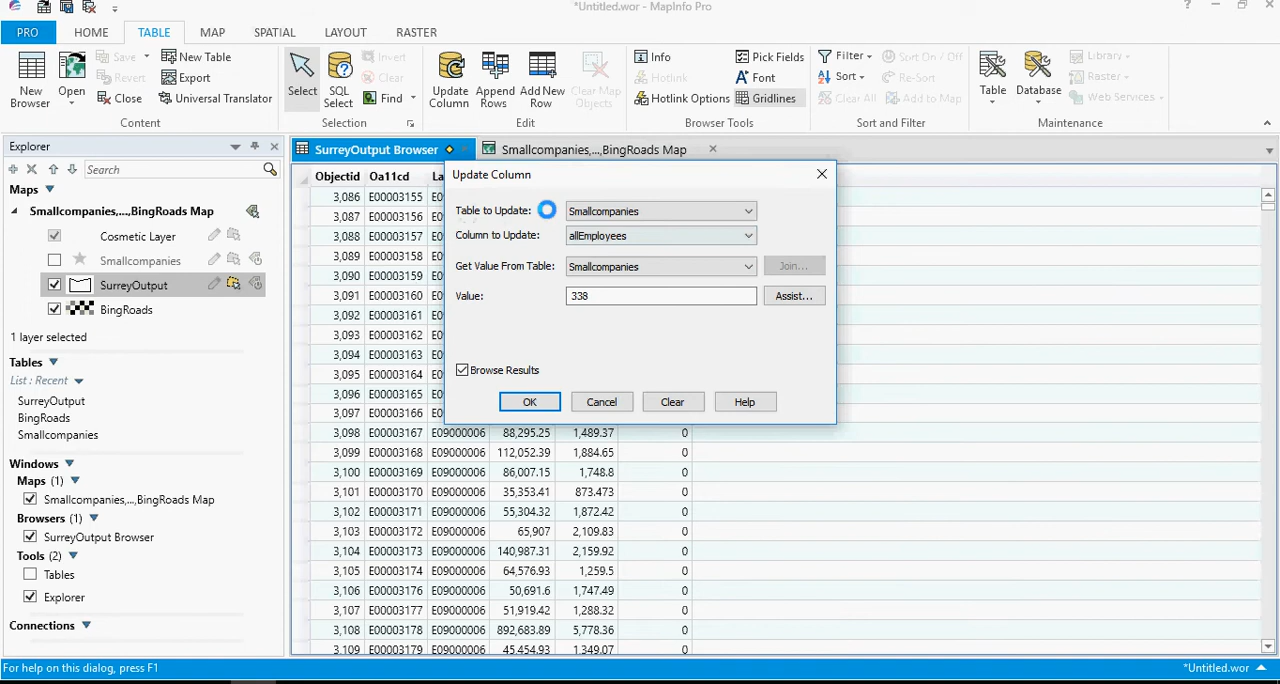 *Untitled.wor - MapInfo Pro
?
PRO HOME TABLE MAP SPATIAL LAYOUT RASTER
New Browser
Open
Save
Revert
Close
New Table
Export
Universal Translator
Content
Select
SQL Select
Invert
Clear
Find
Selection
Update Column
Append Rows
Add New Row
Clear Map Objects
Edit
Info
Hotlink
Hotlink Options
Pick Fields
Font
Gridlines
Browser Tools
Filter
Sort
Clear All
Sort On / Off
Re-Sort
Add to Map
Sort and Filter
Table
Database
Library
Raster
Web Services
Maintenance
Explorer
Search
Maps
Smallcompanies,...,BingRoads Map
Cosmetic Layer
Smallcompanies
SurreyOutput
BingRoads
1 layer selected
Tables
List : Recent
SurreyOutput
BingRoads
Smallcompanies
Windows
Maps (1)
Smallcompanies,...,BingRoads Map
Browsers (1)
SurreyOutput Browser
Tools (2)
Tables
Explorer
Connections
SurreyOutput Browser
Smallcompanies,...,BingRoads Map
Objectid Oa11cd La
3,086 E00003155 E0
3,087 E00003156 E0
3,088 E00003157 E0
3,089 E00003158 E0
3,090 E00003159 E0
3,091 E00003160 E0
3,092 E00003161 E0
3,093 E00003162 E0
3,094 E00003163 E0
3,095 E00003164 E0
3,096 E00003165 E0
3,097 E00003166 E0
3,098 E00003167 E09000006 88,295.25 1,489.37 0
3,099 E00003168 E09000006 112,052.39 1,884.65 0
3,100 E00003169 E09000006 86,007.15 1,748.8 0
3,101 E00003170 E09000006 35,353.41 873.473 0
3,102 E00003171 E09000006 55,304.32 1,872.42 0
3,103 E00003172 E09000006 65,907 2,109.83 0
3,104 E00003173 E09000006 140,987.31 2,159.92 0
3,105 E00003174 E09000006 64,576.93 1,259.5 0
3,106 E00003176 E09000006 50,691.6 1,747.49 0
3,107 E00003177 E09000006 51,919.42 1,288.32 0
3,108 E00003178 E09000006 892,683.89 5,778.36 0
3,109 E00003179 E09000006 45,454.93 1,349.07 0
Update Column
Table to Update: Smallcompanies
Column to Update: allEmployees
Get Value From Table: Smallcompanies Join...
Value: 338 Assist...
Browse Results
OK Cancel Clear Help
For help on this dialog, press F1
*Untitled.wor